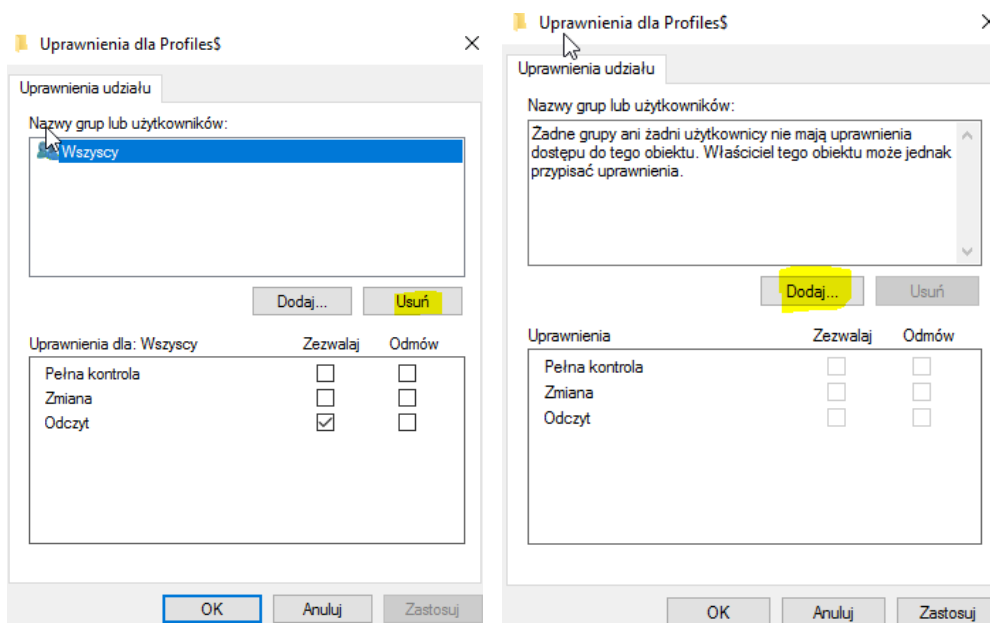 Uprawnienia dla Profiles$
Uprawnienia udziału
Nazwy grup lub użytkowników:
Wszyscy
Dodaj...
Usuń
Uprawnienia dla: Wszyscy
Zezwalaj
Odmów
Pełna kontrola
Zmiana
Odczyt
OK
Anuluj
Zastosuj
Uprawnienia dla Profiles$
Uprawnienia udziału
Nazwy grup lub użytkowników:
Żadne grupy ani żadni użytkownicy nie mają uprawnienia
dostępu do tego obiektu. Właściciel tego obiektu może jednak
przypisać uprawnienia.
Dodaj...
Usuń
Uprawnienia
Zezwalaj
Odmów
Pełna kontrola
Zmiana
Odczyt
OK
Anuluj
Zastosuj